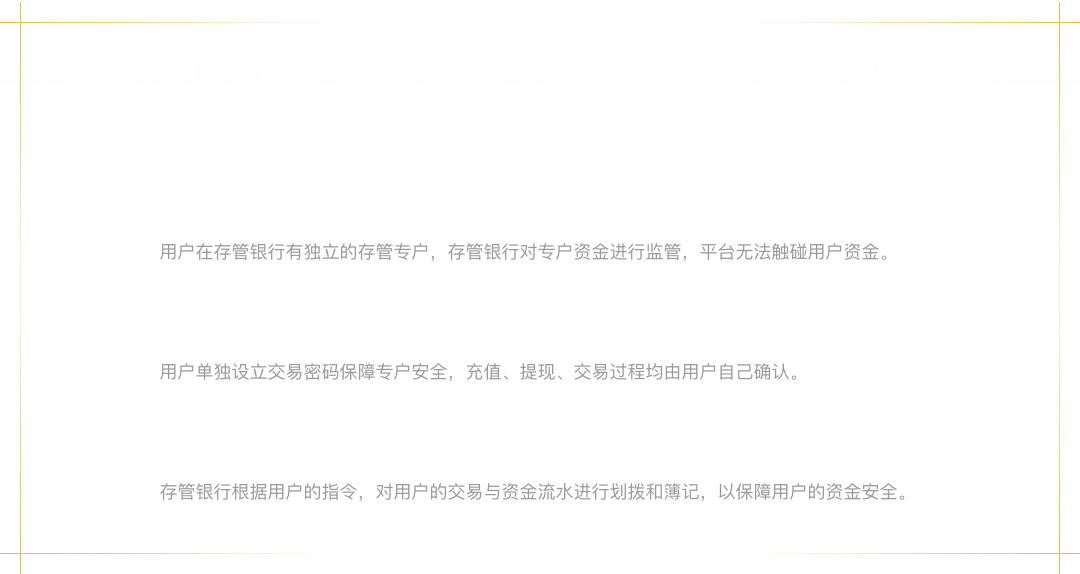 用户在存管银行有独立的存管专户，存管银行对专户资金进行监管，平台无法触碰用户资金。
用户单独设立交易密码保障专户安全，充值、提现、交易过程均由用户自己确认。
存管银行根据用户的指令，对用户的交易与资金流水进行划拨和簿记，以保障用户的资金安全。